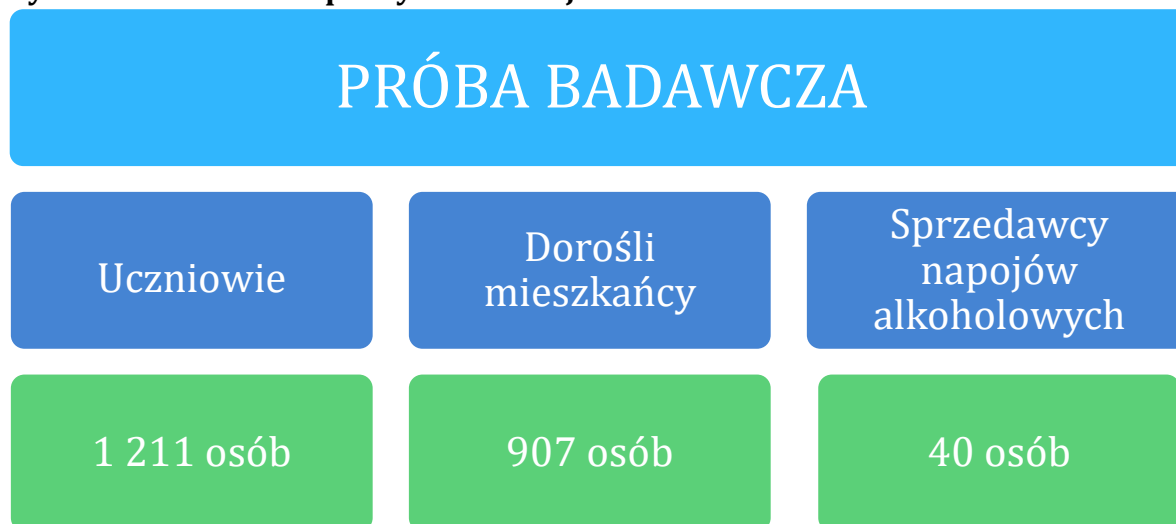 PRÓBA BADAWCZA
Uczniowie
Dorośli
mieszkańcy
Sprzedawcy
napojów
alkoholowych
1 211 osób
907 osób
40 osób